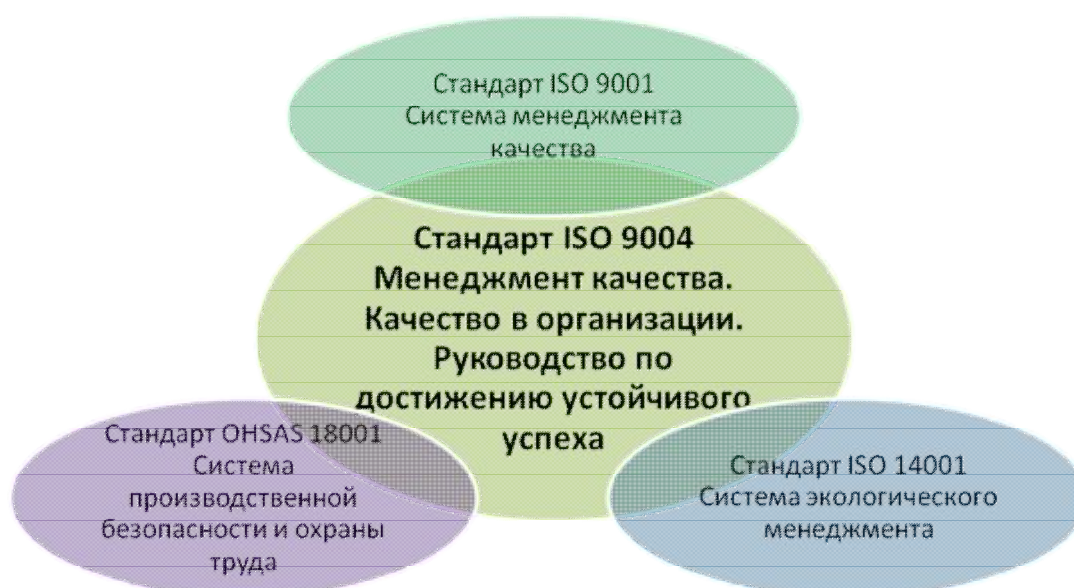 Стандарт ISO 9001
Система менеджмента
качества
Стандарт ISO 9004
Менеджмент качества.
Качество в организации.
Руководство по
достижению устойчивого
успеха
Стандарт OHSAS 18001
Система
производственной
безопасности и охраны
труда
Стандарт ISO 14001
Система экологического
менеджмента